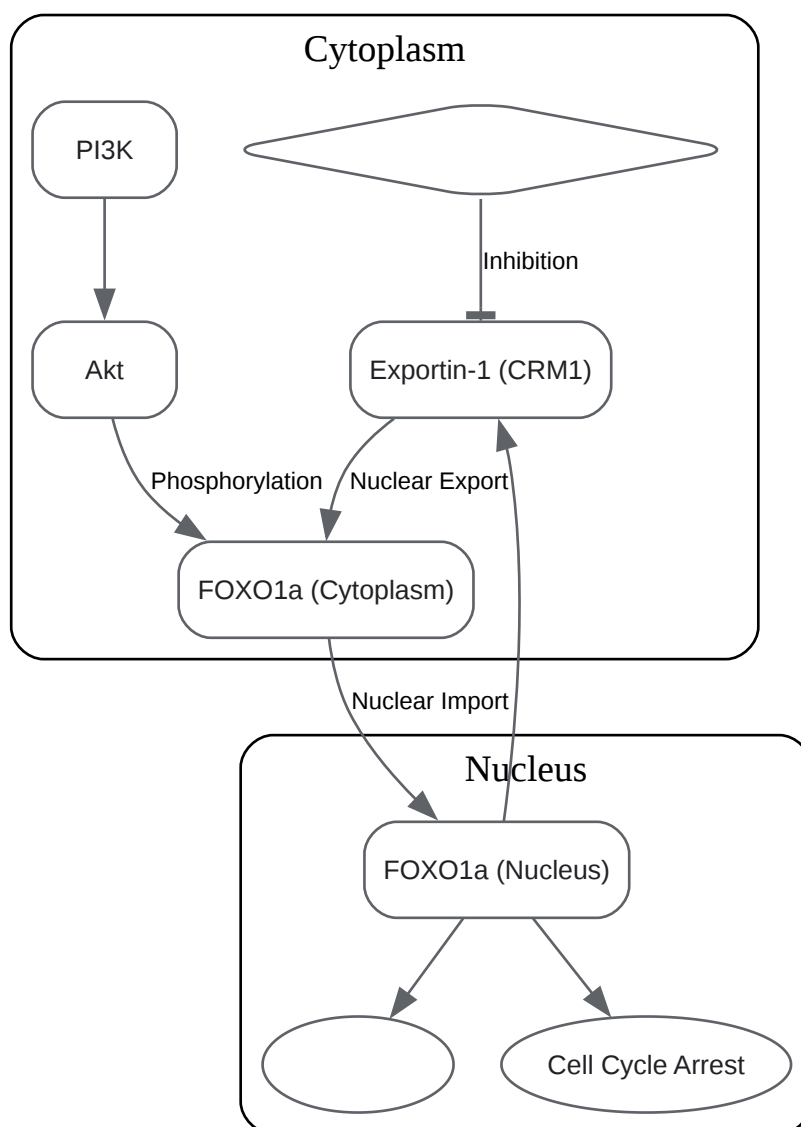 Cytoplasm
PI3K
Inhibition
Akt
Exportin-1 (CRM1)
Phosphorylation
Nuclear Export
FOXO1a (Cytoplasm)
Nuclear Import
Nucleus
FOXO1a (Nucleus)
Cell Cycle Arrest